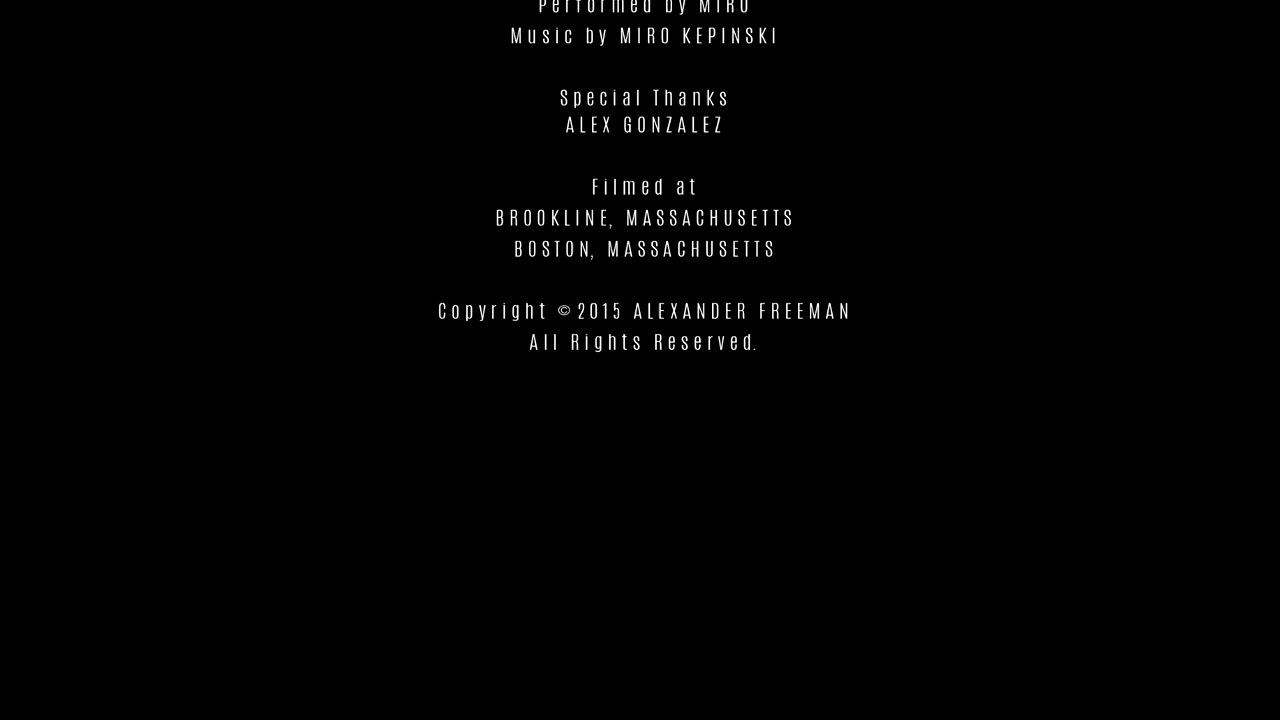 Performed by MIRO
Music by MIRO KEPINSKI
Special Thanks
ALEX GONZALEZ
Filmed at
BROOKLINE, MASSACHUSETTS
BOSTON, MASSACHUSETTS
Copyright ©2015 ALEXANDER FREEMAN
All Rights Reserved.